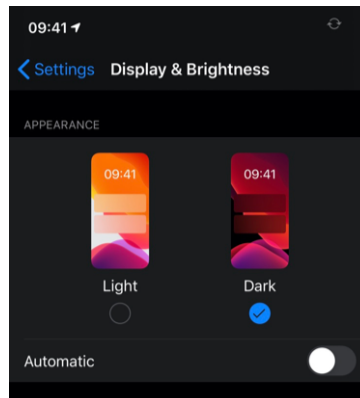 09:41
Settings Display & Brightness
APPEARANCE
09:41 09:41
Light Dark
Automatic